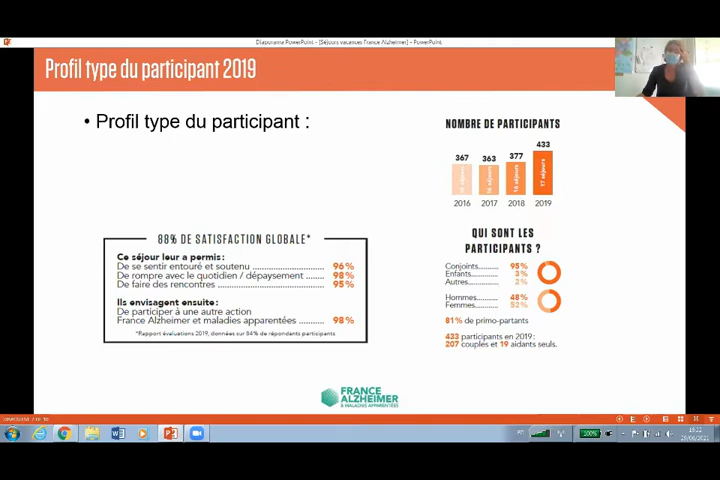 Diaporama PowerPoint - [Séjours vacances France Alzheimer] - PowerPoint
Profil type du participant 2019
• Profil type du participant :
NOMBRE DE PARTICIPANTS
367
363
377
433
17 séjours
2016
2017
2018
2019
88% DE SATISFACTION GLOBALE*
Ce séjour leur a permis :
De se sentir entouré et soutenu 96%
De rompre avec le quotidien / dépaysement 98%
De faire des rencontres 95%
Ils envisagent ensuite :
De participer à une autre action
France Alzheimer et maladies apparentées 98%
*Rapport évaluations 2019, données sur 84% de répondants participants
QUI SONT LES
PARTICIPANTS ?
Conjoints 95%
Enfants 3%
Autres 2%
Hommes 48%
Femmes 52%
81% de primo-partants
433 participants en 2019 :
207 couples et 19 aidants seuls.
FRANCE
ALZHEIMER
& MALADIES APPARENTÉES
100%